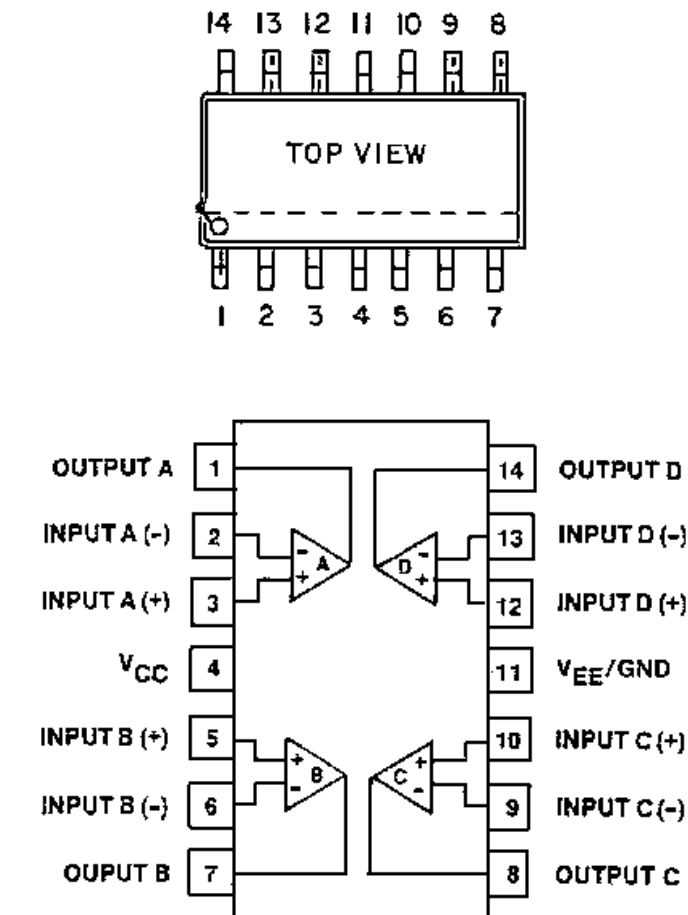 14 13 12 11 10 9 8
TOP VIEW
1 2 3 4 5 6 7
OUTPUT A 1 14 OUTPUT D
INPUT A (-) 2 - - 13 INPUT D (-)
A D
INPUT A (+) 3 + + 12 INPUT D (+)
VCC 4 11 VEE/GND
INPUT B (+) 5 + + 10 INPUT C (+)
B C
INPUT B (-) 6 - - 9 INPUT C (-)
OUPUT B 7 8 OUTPUT C